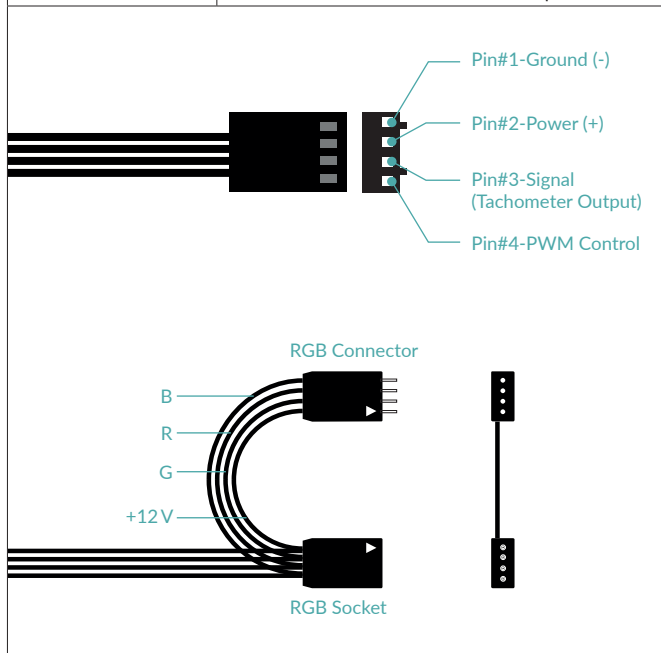 Pin#1-Ground (-)
Pin#2-Power (+)
Pin#3-Signal
(Tachometer Output)
Pin#4-PWM Control
RGB Connector
B
R
G
+12 V
RGB Socket